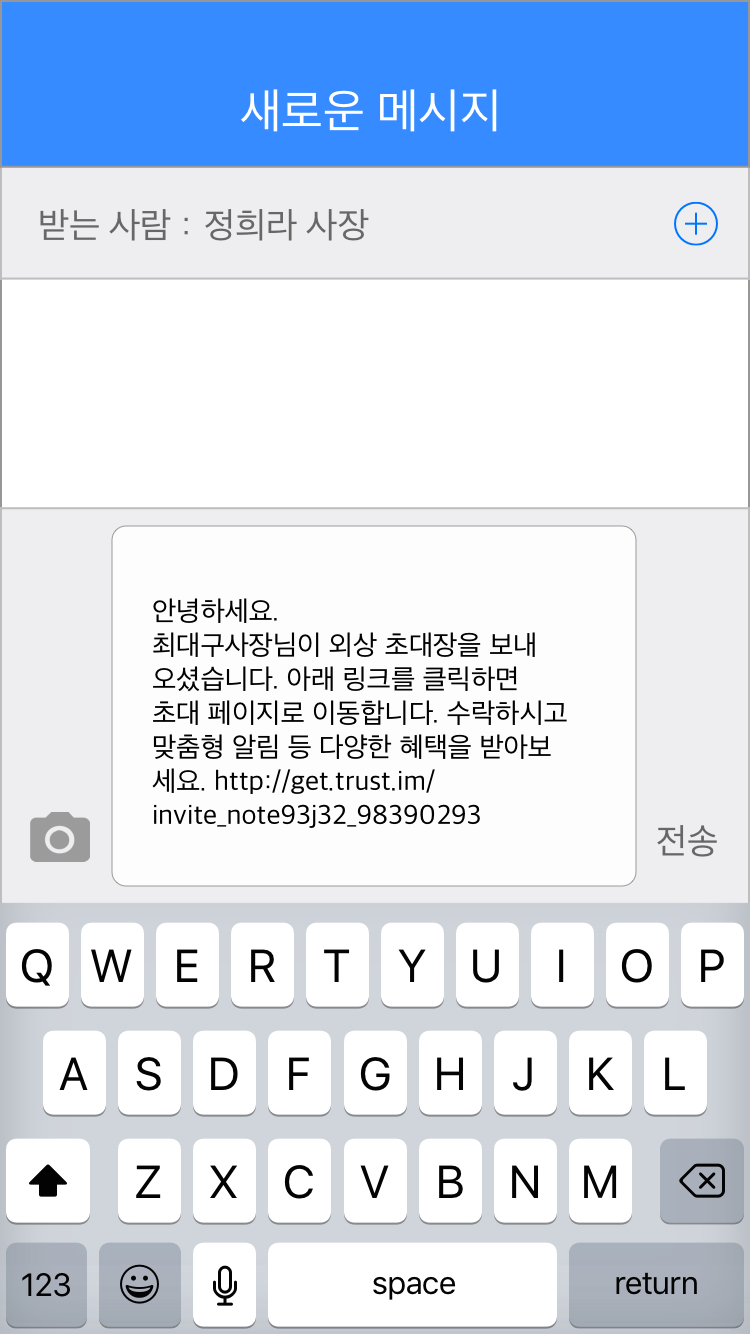 새로운 메시지
받는 사람 : 정희라 사장
안녕하세요.
최대구사장님이 외상 초대장을 보내
오셨습니다. 아래 링크를 클릭하면
초대 페이지로 이동합니다. 수락하시고
맞춤형 알림 등 다양한 혜택을 받아보
세요. http://get.trust.im/
invite_note93j32_98390293
전송
Q W E R T Y U I O P
A S D F G H J K L
Z X C V B N M
123 space return